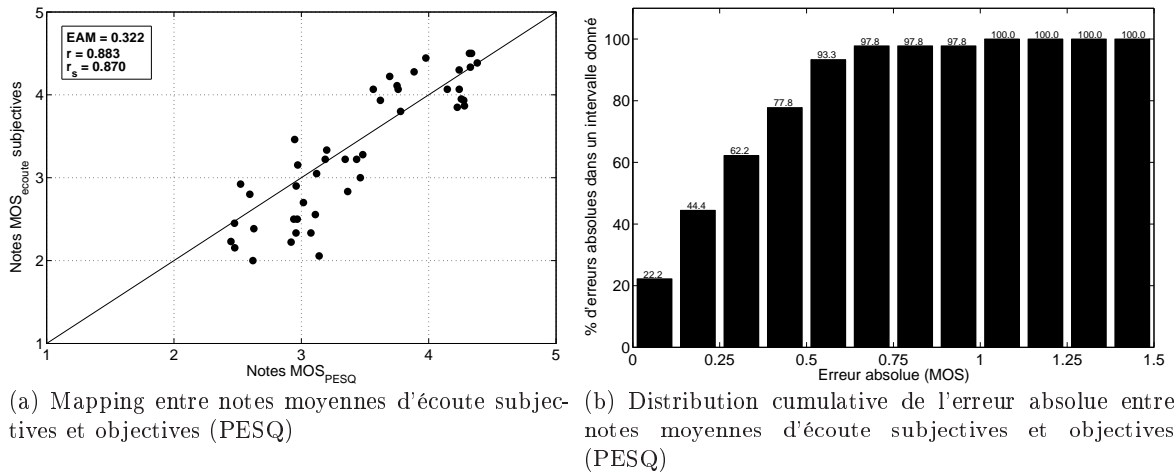 EAM = 0.322
r = 0.883
r_s = 0.870
5
4
3
2
1
1
2
3
4
5
Notes MOS_ecoute subjectives
Notes MOS_PESQ
(a) Mapping entre notes moyennes d'écoute subjec-
tives et objectives (PESQ)
100
80
60
40
20
0
22.2
44.4
62.2
77.8
93.3
97.8
97.8
97.8
100.0
100.0
100.0
100.0
0
0.25
0.5
0.75
1
1.25
1.5
% d'erreurs absolues dans un intervalle donné
Erreur absolue (MOS)
(b) Distribution cumulative de l'erreur absolue entre
notes moyennes d'écoute subjectives et objectives
(PESQ)